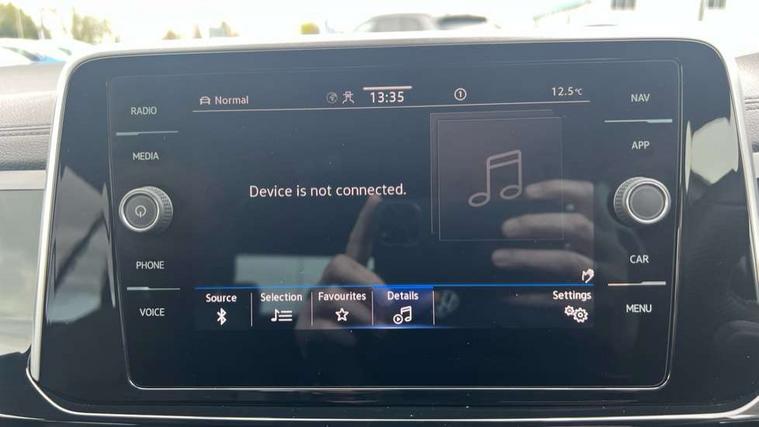 RADIO
MEDIA
PHONE
VOICE
Normal
13:35
1
12.5°C
Device is not connected.
Source
Selection
Favourites
Details
Settings
NAV
APP
CAR
MENU